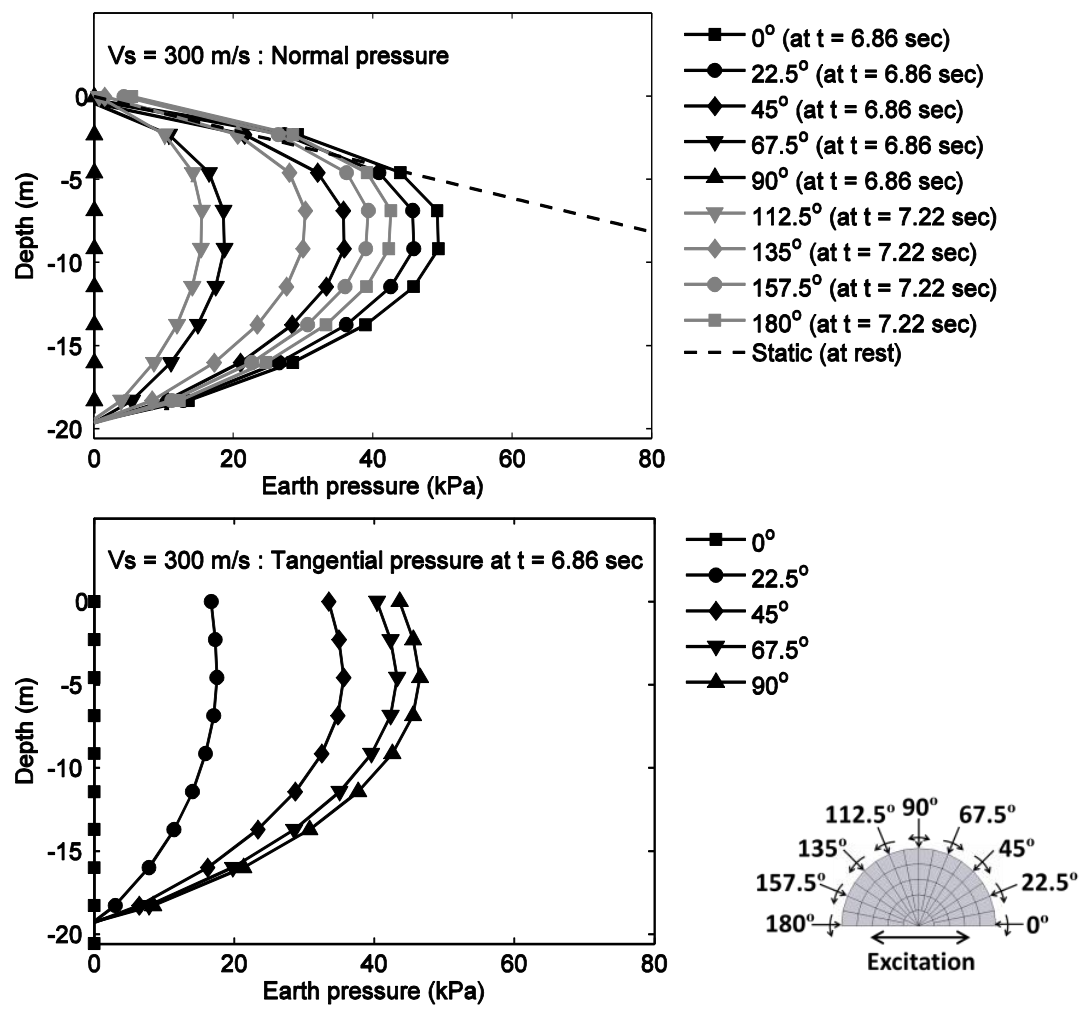 Vs = 300 m/s : Normal pressure
0
-5
-10
-15
-20
Depth (m)
0 20 40 60 80
Earth pressure (kPa)
0° (at t = 6.86 sec)
22.5° (at t = 6.86 sec)
45° (at t = 6.86 sec)
67.5° (at t = 6.86 sec)
90° (at t = 6.86 sec)
112.5° (at t = 7.22 sec)
135° (at t = 7.22 sec)
157.5° (at t = 7.22 sec)
180° (at t = 7.22 sec)
Static (at rest)
Vs = 300 m/s : Tangential pressure at t = 6.86 sec
0
-5
-10
-15
-20
Depth (m)
0 20 40 60 80
Earth pressure (kPa)
0°
22.5°
45°
67.5°
90°
90°
112.5° 67.5°
135° 45°
157.5° 22.5°
180° 0°
Excitation